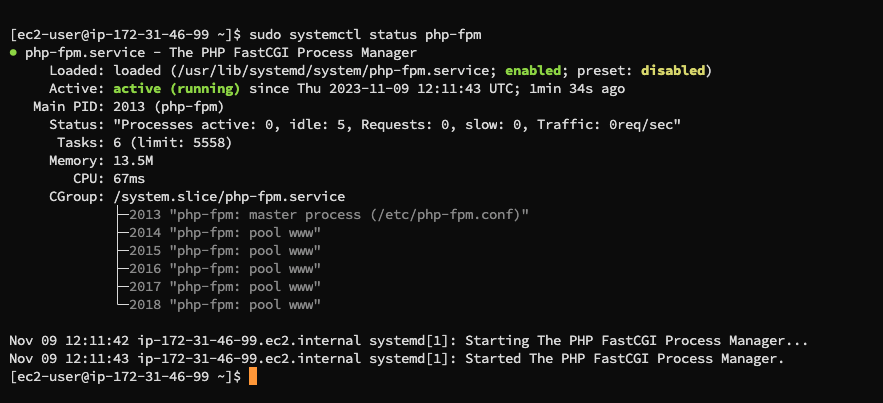 [ec2-user@ip-172-31-46-99 ~]$ sudo systemctl status php-fpm
● php-fpm.service - The PHP FastCGI Process Manager
     Loaded: loaded (/usr/lib/systemd/system/php-fpm.service; enabled; preset: disabled)
     Active: active (running) since Thu 2023-11-09 12:11:43 UTC; 1min 34s ago
   Main PID: 2013 (php-fpm)
     Status: "Processes active: 0, idle: 5, Requests: 0, slow: 0, Traffic: 0req/sec"
      Tasks: 6 (limit: 5558)
     Memory: 13.5M
        CPU: 67ms
     CGroup: /system.slice/php-fpm.service
             ├─2013 "php-fpm: master process (/etc/php-fpm.conf)"
             ├─2014 "php-fpm: pool www"
             ├─2015 "php-fpm: pool www"
             ├─2016 "php-fpm: pool www"
             ├─2017 "php-fpm: pool www"
             └─2018 "php-fpm: pool www"
Nov 09 12:11:42 ip-172-31-46-99.ec2.internal systemd[1]: Starting The PHP FastCGI Process Manager...
Nov 09 12:11:43 ip-172-31-46-99.ec2.internal systemd[1]: Started The PHP FastCGI Process Manager.
[ec2-user@ip-172-31-46-99 ~]$